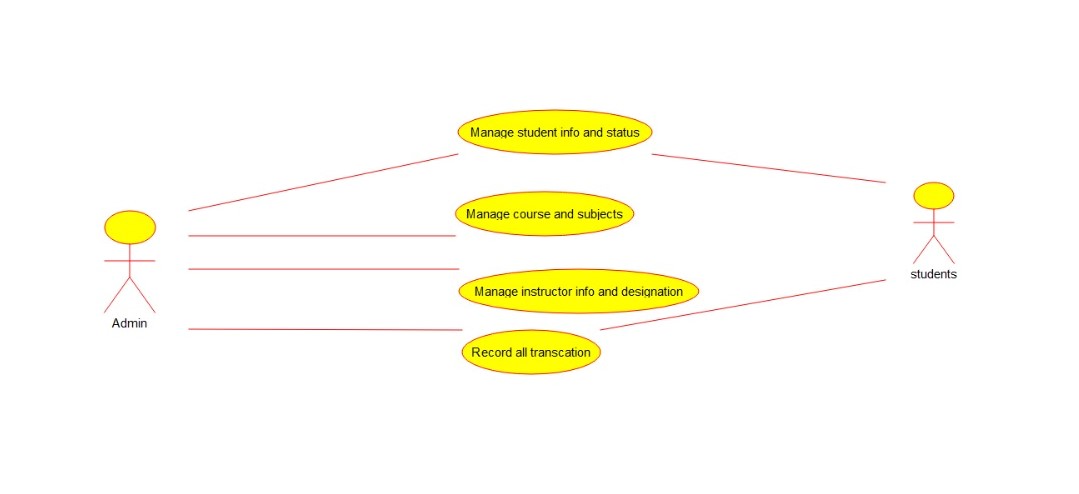 Manage student info and status
Manage course and subjects
students
Manage instructor info and designation
Admin
Record all transcation